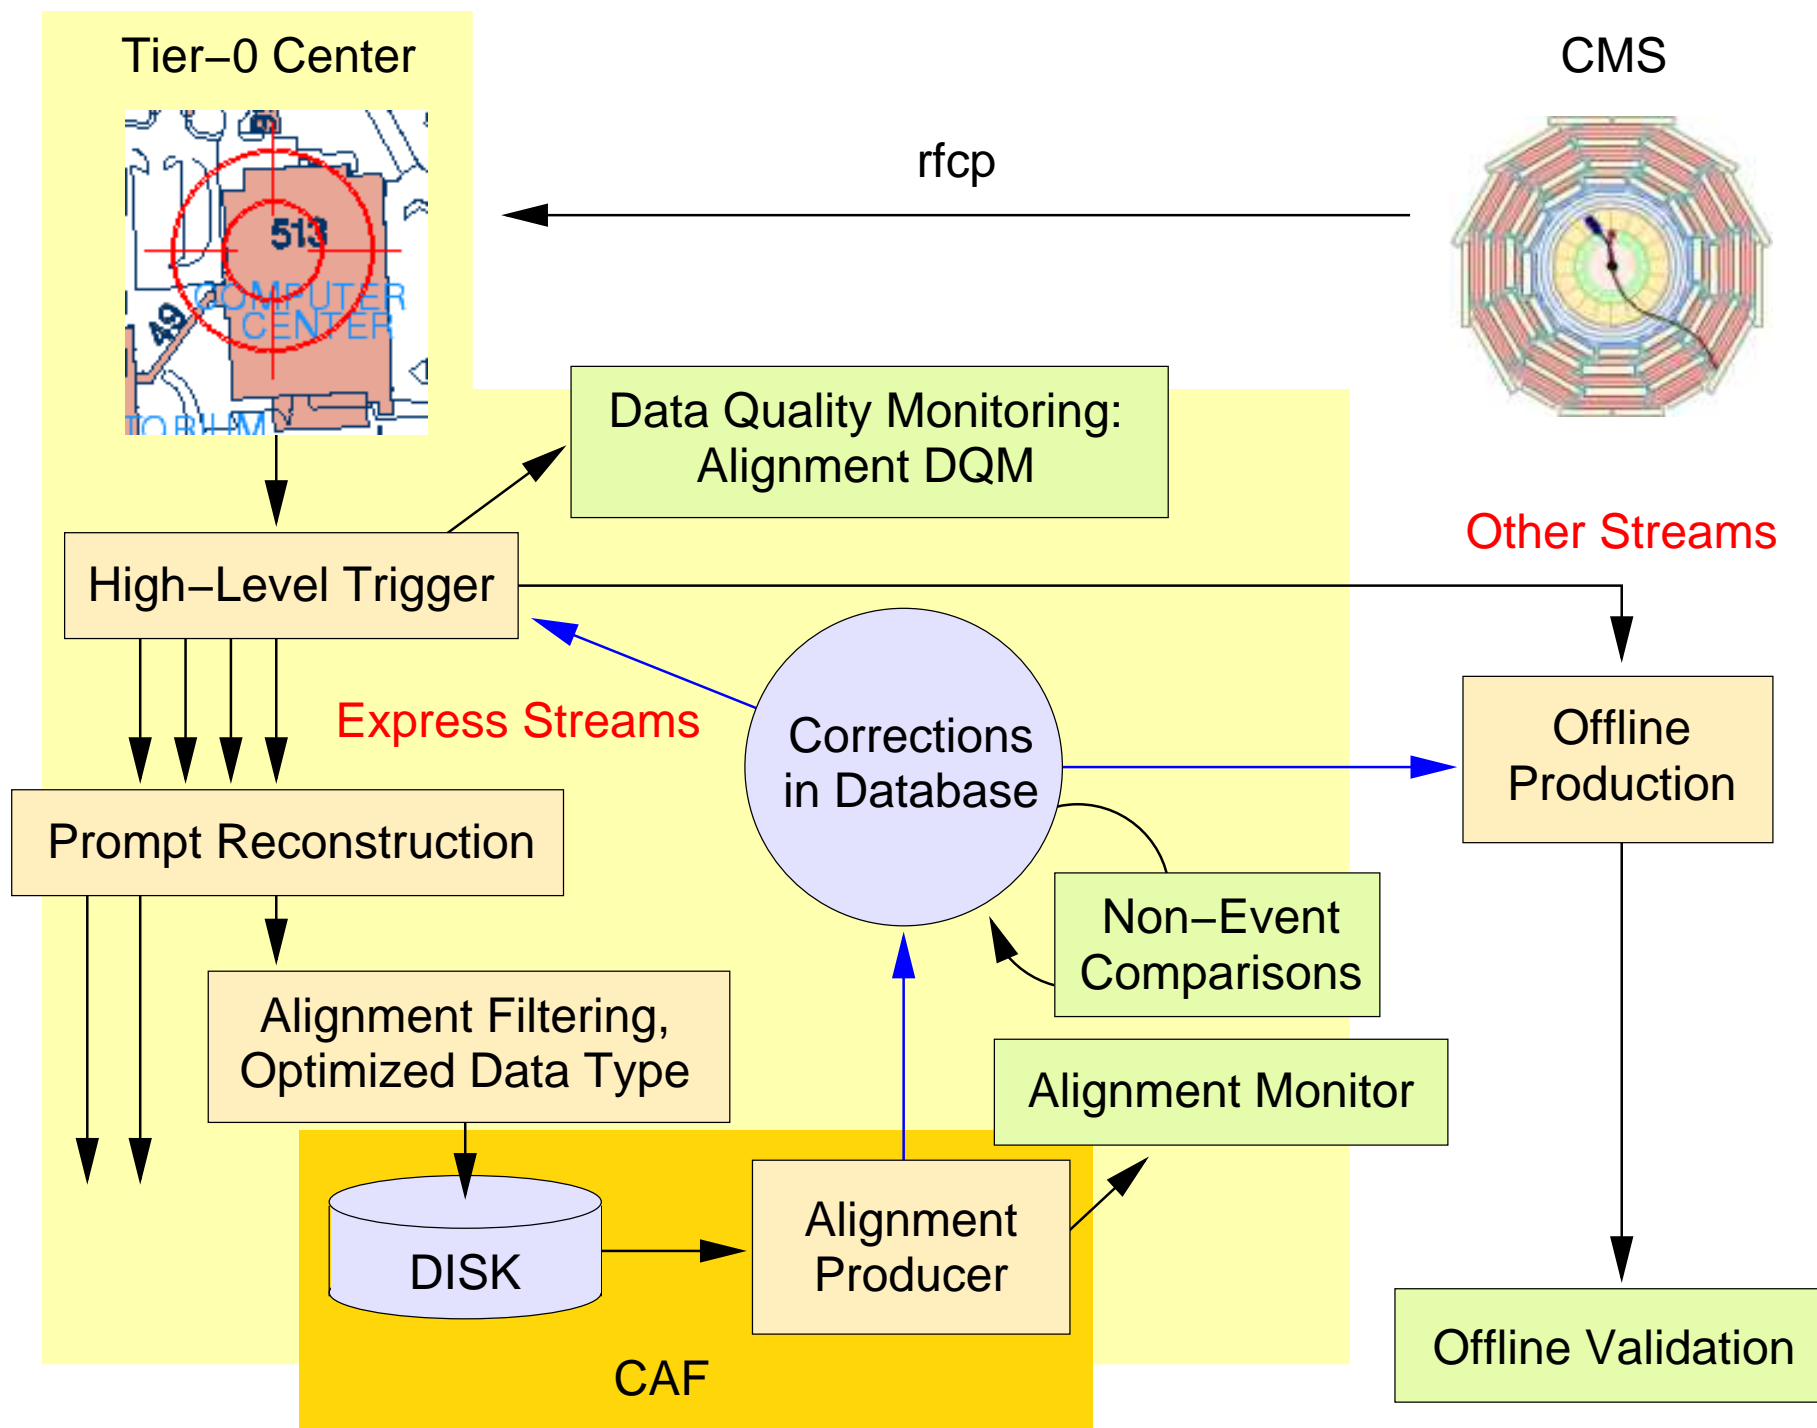 Tier−0 Center
CMS
rfcp
513
COMPUTER
CENTER
49
Data Quality Monitoring:
Alignment DQM
Other Streams
High−Level Trigger
Express Streams
Corrections
in Database
Offline
Production
Prompt Reconstruction
Non−Event
Comparisons
Alignment Filtering,
Optimized Data Type
Alignment Monitor
Alignment
Producer
DISK
Offline Validation
CAF